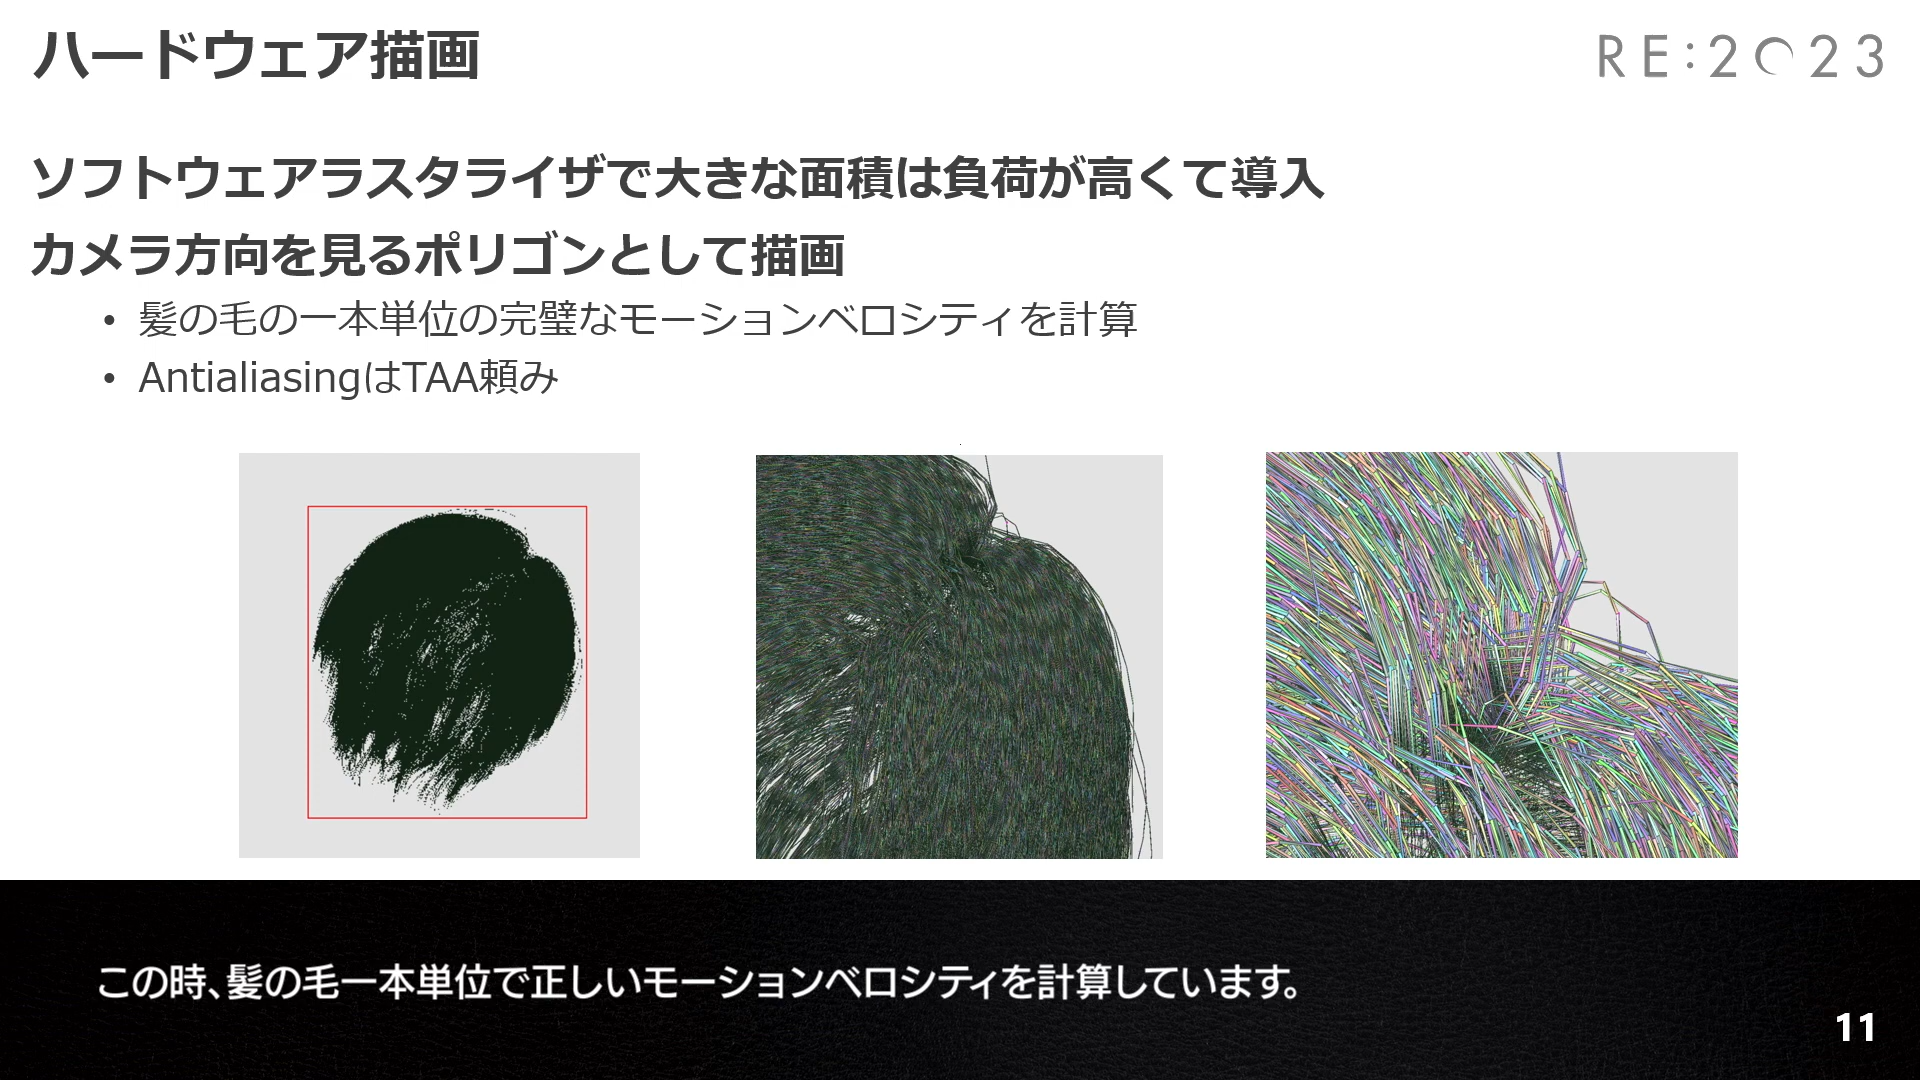 ハードウェア描画
RE:2023
ソフトウェアラスタライザで大きな面積は負荷が高くて導入
カメラ方向を見るポリゴンとして描画
• 髪の毛の一本単位の完璧なモーションベロシティを計算
• AntialiasingはTAA頼み
この時、髪の毛一本単位で正しいモーションベロシティを計算しています。
11